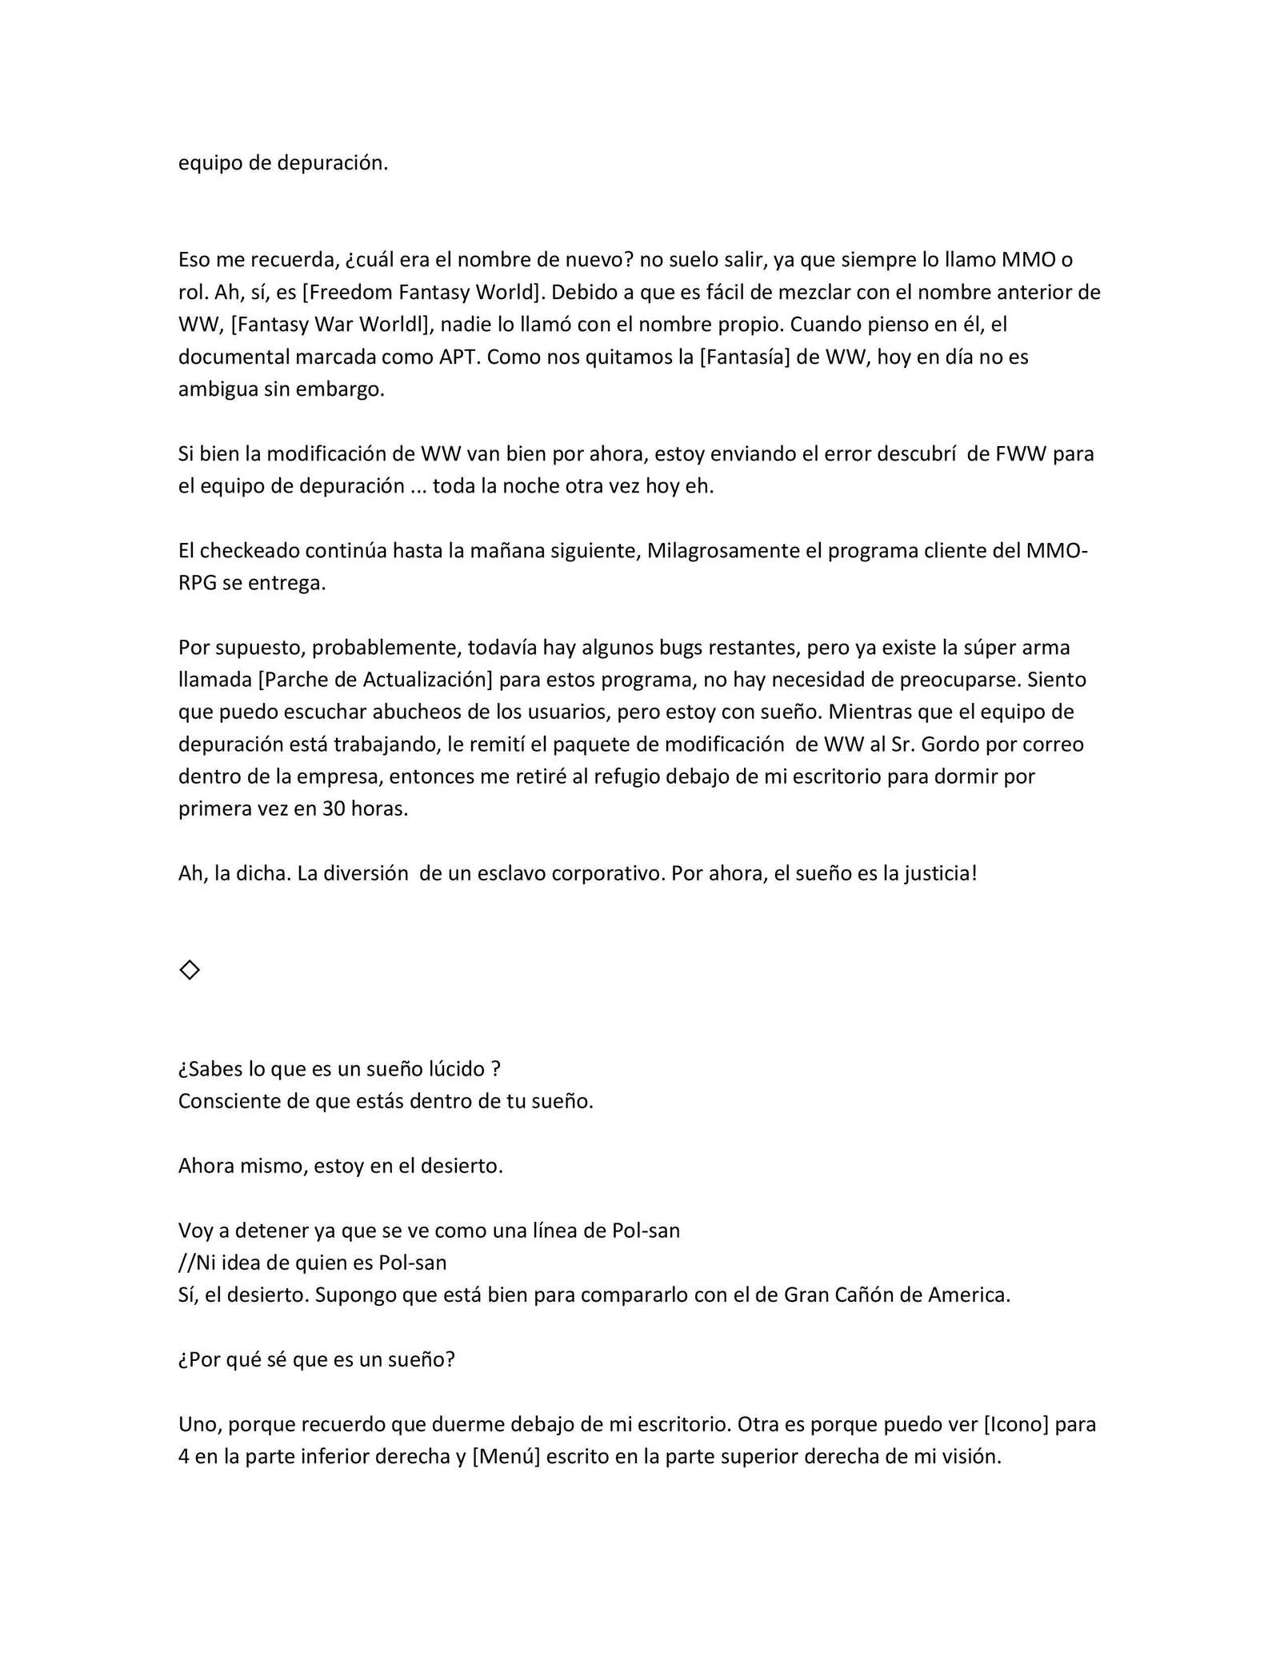 equipo de depuración.
Eso me recuerda, ¿cuál era el nombre de nuevo? no suelo salir, ya que siempre lo llamo MMO o
rol. Ah, sí, es [Freedom Fantasy World]. Debido a que es fácil de mezclar con el nombre anterior de
WW, [Fantasy War Worldl], nadie lo llamó con el nombre propio. Cuando pienso en él, el
documental marcada como APT. Como nos quitamos la [Fantasía] de WW, hoy en día no es
ambigua sin embargo.
Si bien la modificación de WW van bien por ahora, estoy enviando el error descubrí  de FWW para
el equipo de depuración ... toda la noche otra vez hoy eh.
El checkeado continúa hasta la mañana siguiente, Milagrosamente el programa cliente del MMO-
RPG se entrega.
Por supuesto, probablemente, todavía hay algunos bugs restantes, pero ya existe la súper arma
llamada [Parche de Actualización] para estos programa, no hay necesidad de preocuparse. Siento
que puedo escuchar abucheos de los usuarios, pero estoy con sueño. Mientras que el equipo de
depuración está trabajando, le remití el paquete de modificación  de WW al Sr. Gordo por correo
dentro de la empresa, entonces me retiré al refugio debajo de mi escritorio para dormir por
primera vez en 30 horas.
Ah, la dicha. La diversión  de un esclavo corporativo. Por ahora, el sueño es la justicia!
◇
¿Sabes lo que es un sueño lúcido ?
Consciente de que estás dentro de tu sueño.
Ahora mismo, estoy en el desierto.
Voy a detener ya que se ve como una línea de Pol-san
//Ni idea de quien es Pol-san
Sí, el desierto. Supongo que está bien para compararlo con el de Gran Cañón de America.
¿Por qué sé que es un sueño?
Uno, porque recuerdo que duerme debajo de mi escritorio. Otra es porque puedo ver [Icono] para
4 en la parte inferior derecha y [Menú] escrito en la parte superior derecha de mi visión.